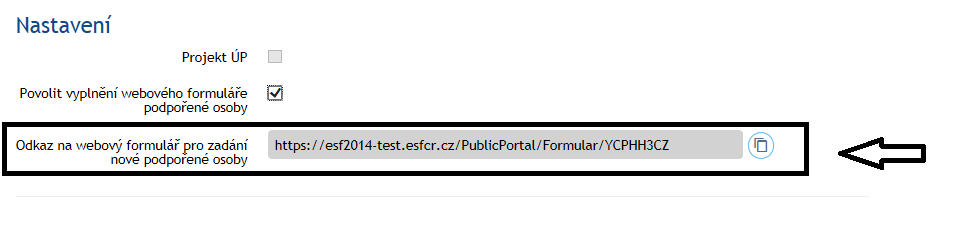 Nastavení
Projekt ÚP
Povolit vyplnění webového formuláře
podpořené osoby
Odkaz na webový formulář pro zadání
nové podpořené osoby
https://esf2014-test.esfcr.cz/PublicPortal/Formular/YCPHH3CZ